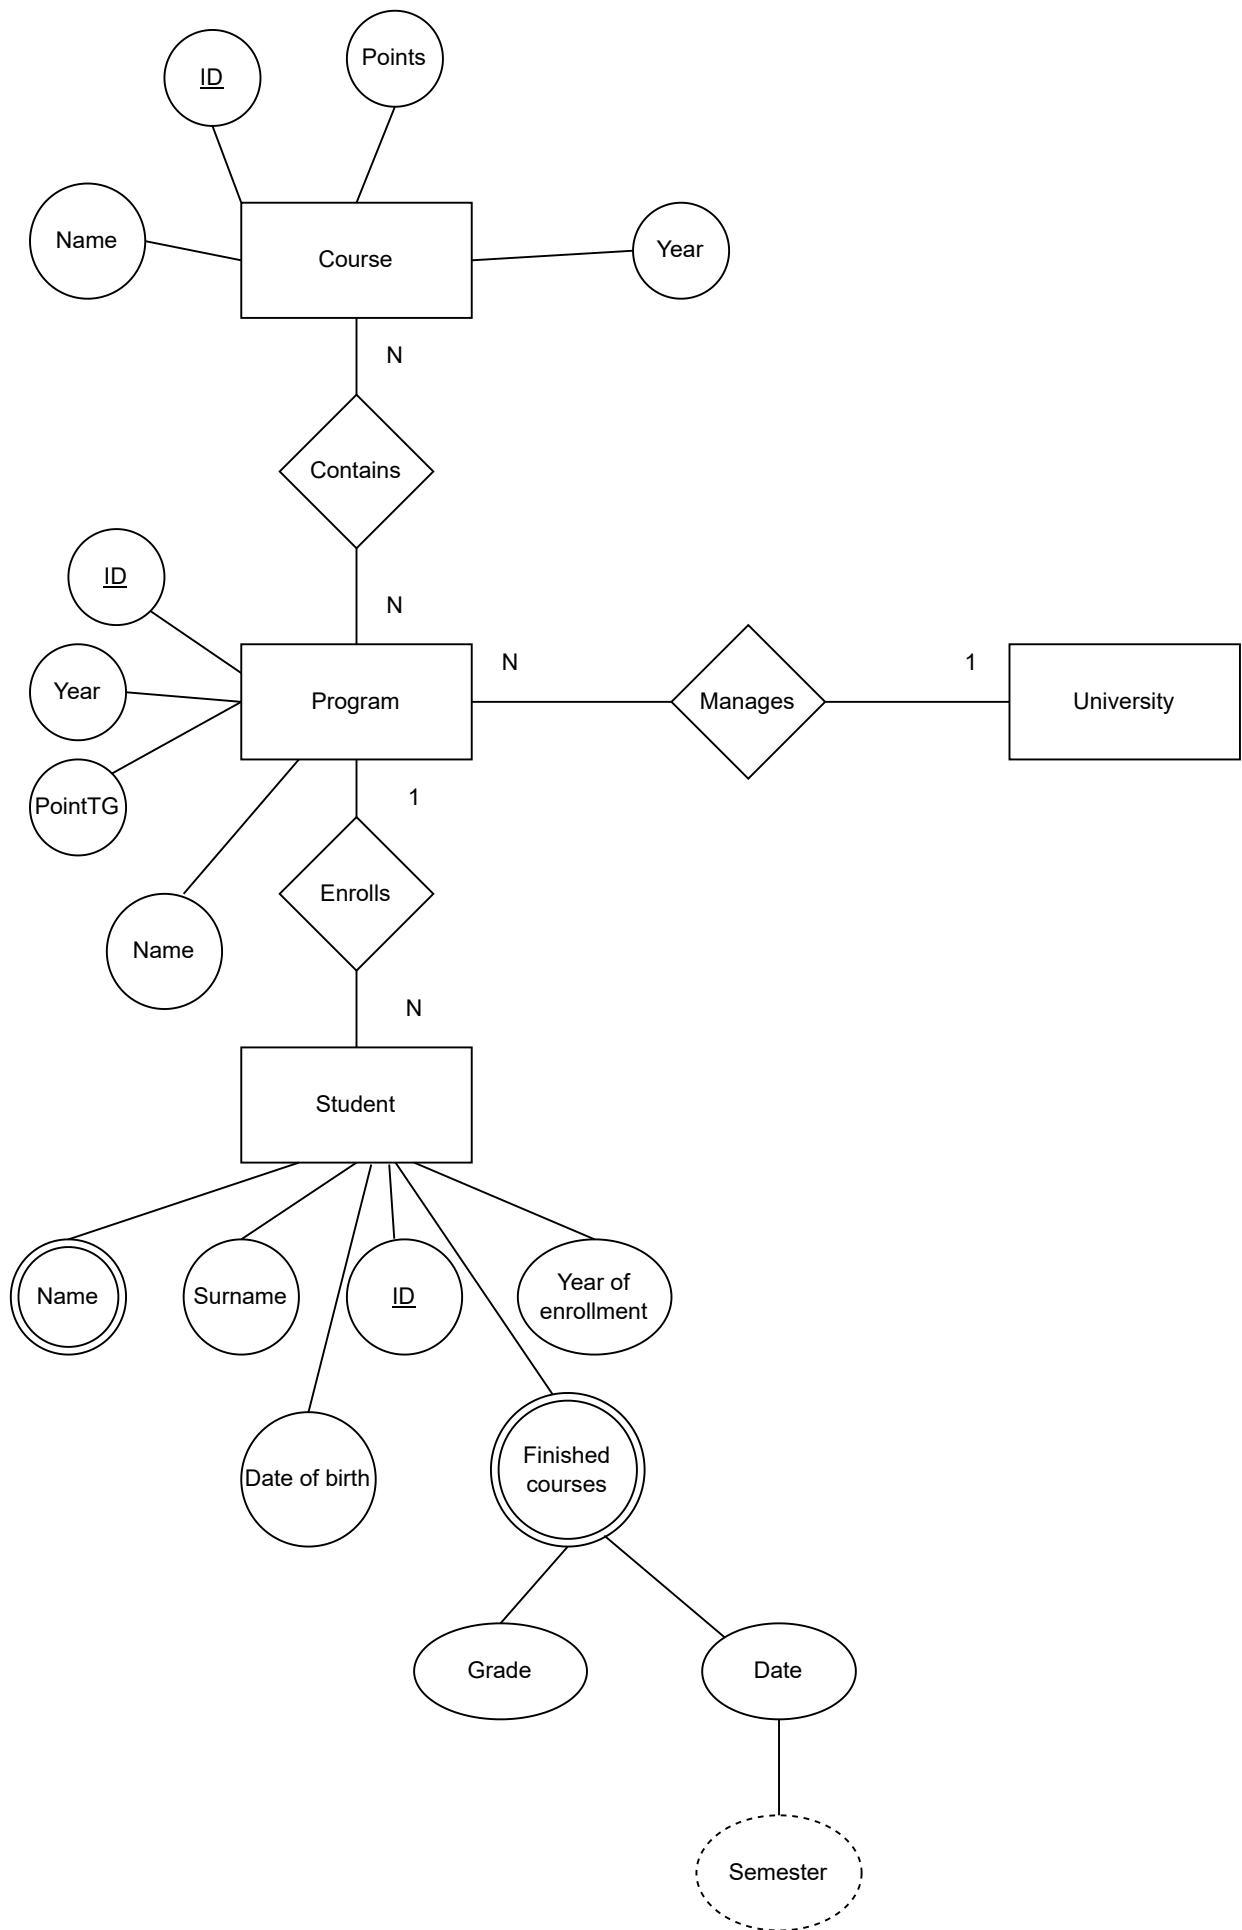 Points
ID
Name
Course
Year
N
Contains
ID
N
Year
Program
N
Manages
1
University
PointTG
1
Enrolls
Name
N
Student
Name
Surname
ID
Year of
enrollment
Date of birth
Finished
courses
Grade
Date
Semester